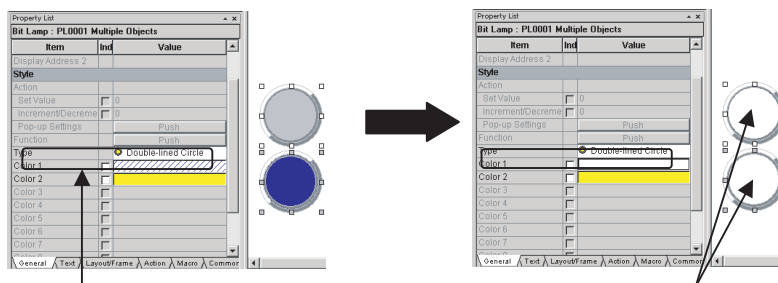 Property List
Bit Lamp : PL0001 Multiple Objects
Item Ind Value
Display Address 2
Style
Action
Set Value 0
Increment/Decreme 0
Pop-up Settings Push
Function Push
Type Double-lined Circle
Color 1
Color 2
Color 3
Color 4
Color 5
Color 6
Color 7
General Text Layout/Frame Action Macro Common
Property List
Bit Lamp : PL0001 Multiple Objects
Item Ind Value
Display Address 2
Style
Action
Set Value 0
Increment/Decreme 0
Pop-up Settings Push
Function Push
Type Double-lined Circle
Color 1
Color 2
Color 3
Color 4
Color 5
Color 6
Color 7
General Text Layout/Frame Action Macro Common